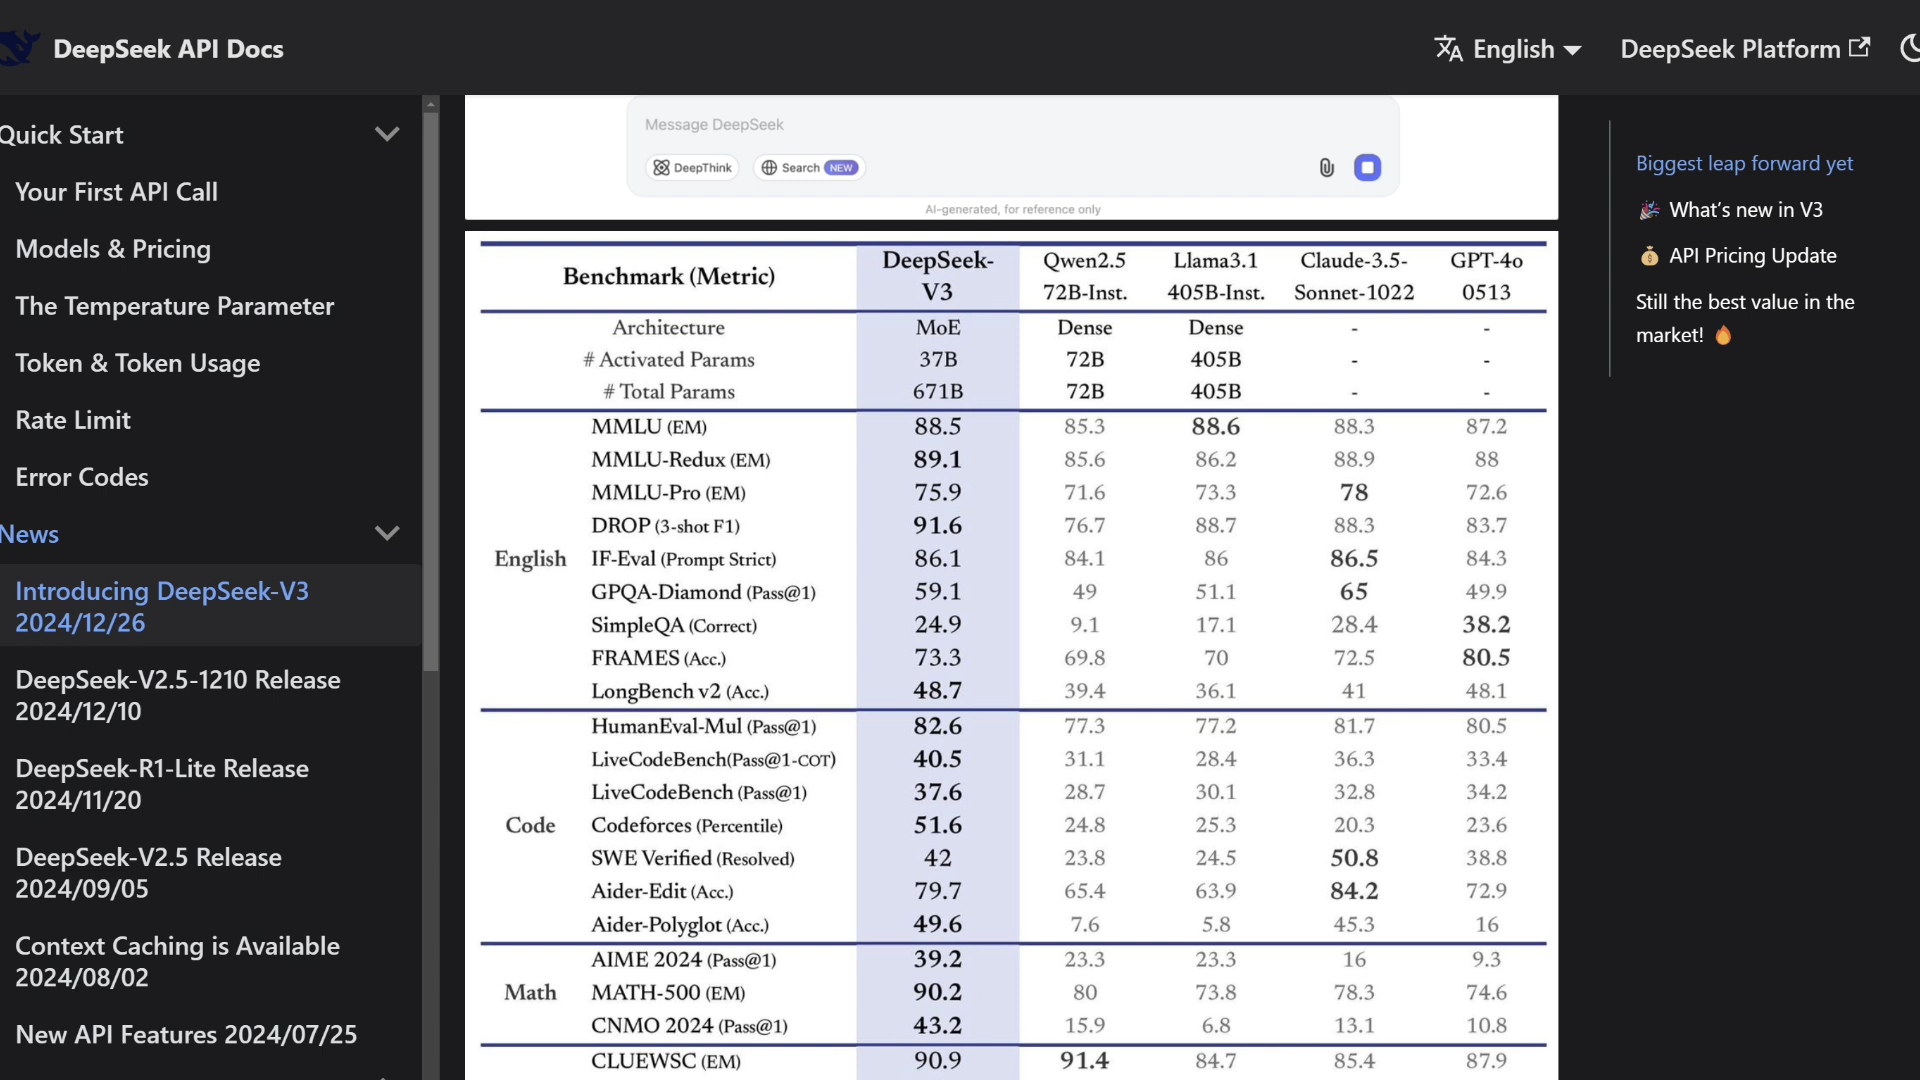 DeepSeek API Docs
English
DeepSeek Platform
Quick Start
Your First API Call
Models & Pricing
The Temperature Parameter
Token & Token Usage
Rate Limit
Error Codes
News
Introducing DeepSeek-V3
2024/12/26
DeepSeek-V2.5-1210 Release
2024/12/10
DeepSeek-R1-Lite Release
2024/11/20
DeepSeek-V2.5 Release
2024/09/05
Context Caching is Available
2024/08/02
New API Features 2024/07/25
Message DeepSeek
DeepThink Search NEW
AI-generated, for reference only
Benchmark (Metric) DeepSeek-V3 Qwen2.5 72B-Inst. Llama3.1 405B-Inst. Claude-3.5-Sonnet-1022 GPT-4o 0513
Architecture MoE Dense Dense - -
# Activated Params 37B 72B 405B - -
# Total Params 671B 72B 405B - -
English
MMLU (EM) 88.5 85.3 88.6 88.3 87.2
MMLU-Redux (EM) 89.1 85.6 86.2 88.9 88
MMLU-Pro (EM) 75.9 71.6 73.3 78 72.6
DROP (3-shot F1) 91.6 76.7 88.7 88.3 83.7
IF-Eval (Prompt Strict) 86.1 84.1 86 86.5 84.3
GPQA-Diamond (Pass@1) 59.1 49 51.1 65 49.9
SimpleQA (Correct) 24.9 9.1 17.1 28.4 38.2
FRAMES (Acc.) 73.3 69.8 70 72.5 80.5
LongBench v2 (Acc.) 48.7 39.4 36.1 41 48.1
Code
HumanEval-Mul (Pass@1) 82.6 77.3 77.2 81.7 80.5
LiveCodeBench(Pass@1-COT) 40.5 31.1 28.4 36.3 33.4
LiveCodeBench (Pass@1) 37.6 28.7 30.1 32.8 34.2
Codeforces (Percentile) 51.6 24.8 25.3 20.3 23.6
SWE Verified (Resolved) 42 23.8 24.5 50.8 38.8
Aider-Edit (Acc.) 79.7 65.4 63.9 84.2 72.9
Aider-Polyglot (Acc.) 49.6 7.6 5.8 45.3 16
Math
AIME 2024 (Pass@1) 39.2 23.3 23.3 16 9.3
MATH-500 (EM) 90.2 80 73.8 78.3 74.6
CNMO 2024 (Pass@1) 43.2 15.9 6.8 13.1 10.8
CLUEWSC (EM) 90.9 91.4 84.7 85.4 87.9
Biggest leap forward yet
🎉 What's new in V3
💰 API Pricing Update
Still the best value in the
market! 🔥